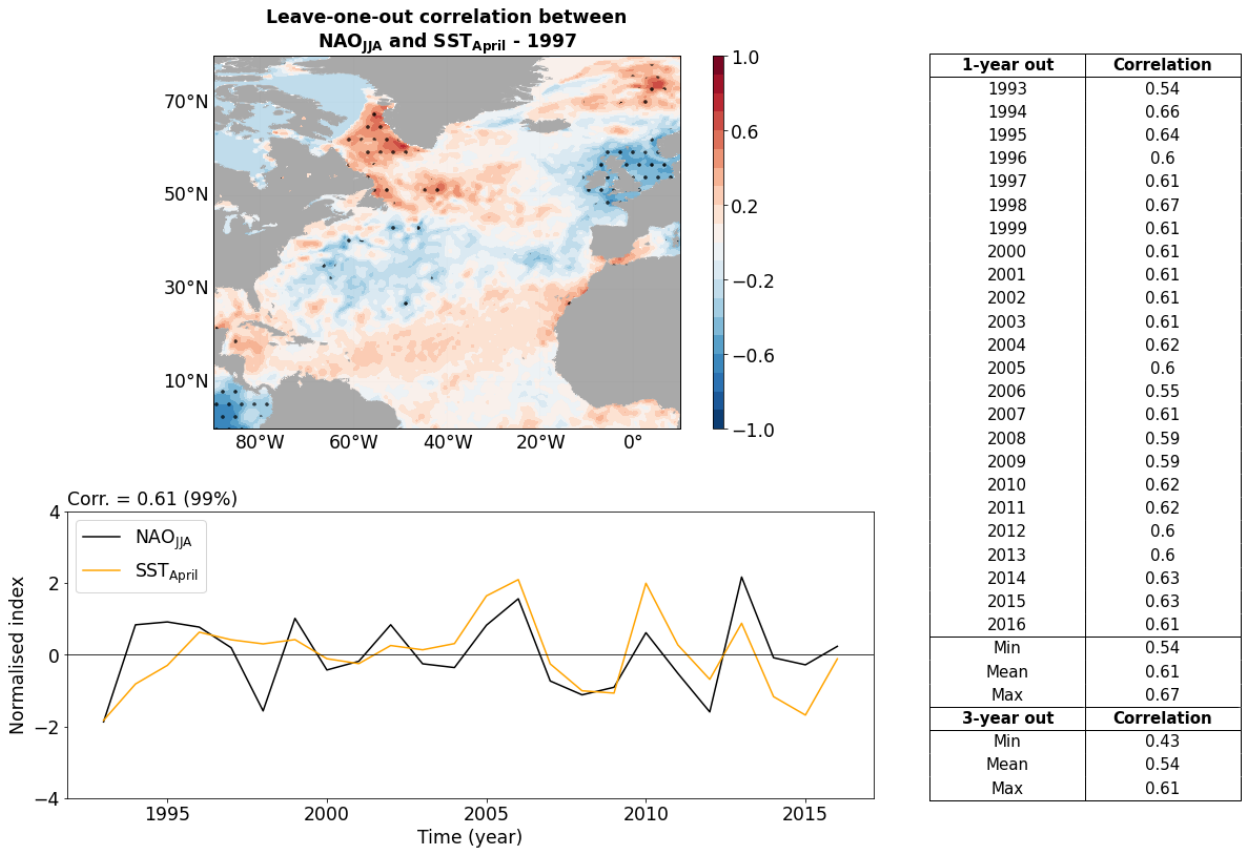 Leave-one-out correlation between
NAO_JJA and SST_April - 1997
70°N
50°N
30°N
10°N
80°W 60°W 40°W 20°W 0°
1.0
0.6
0.2
−0.2
−0.6
−1.0
Corr. = 0.61 (99%)
NAO_JJA
SST_April
Normalised index
4
2
0
−2
−4
1995 2000 2005 2010 2015
Time (year)
1-year out Correlation
1993 0.54
1994 0.66
1995 0.64
1996 0.6
1997 0.61
1998 0.67
1999 0.61
2000 0.61
2001 0.61
2002 0.61
2003 0.61
2004 0.62
2005 0.6
2006 0.55
2007 0.61
2008 0.59
2009 0.59
2010 0.62
2011 0.62
2012 0.6
2013 0.6
2014 0.63
2015 0.63
2016 0.61
Min 0.54
Mean 0.61
Max 0.67
3-year out Correlation
Min 0.43
Mean 0.54
Max 0.61